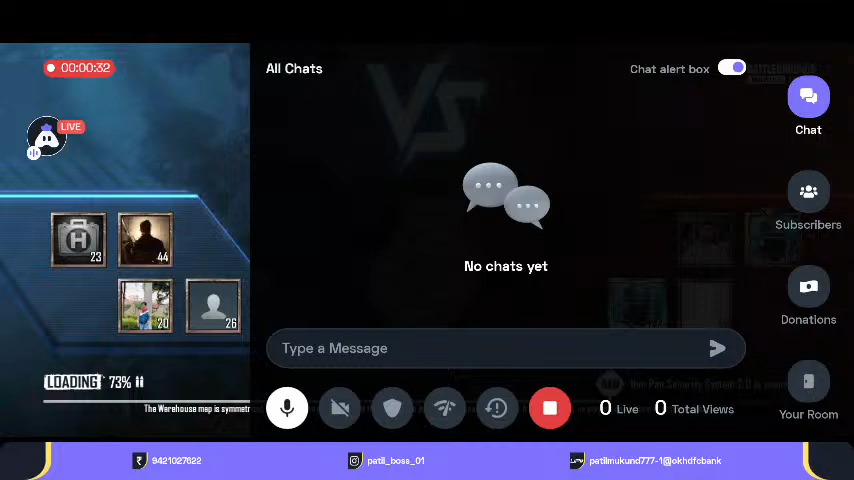 00:00:32
All Chats
Chat alert box
LIVE
Chat
VS
H
23
44
20
26
Subscribers
No chats yet
Donations
Type a Message
LOADING
73%
The Warehouse map is symmetr
0 Live
0 Total Views
Your Room
₹ 9421027622
patil_boss_01
patilmukund777-1@okhdfcbank